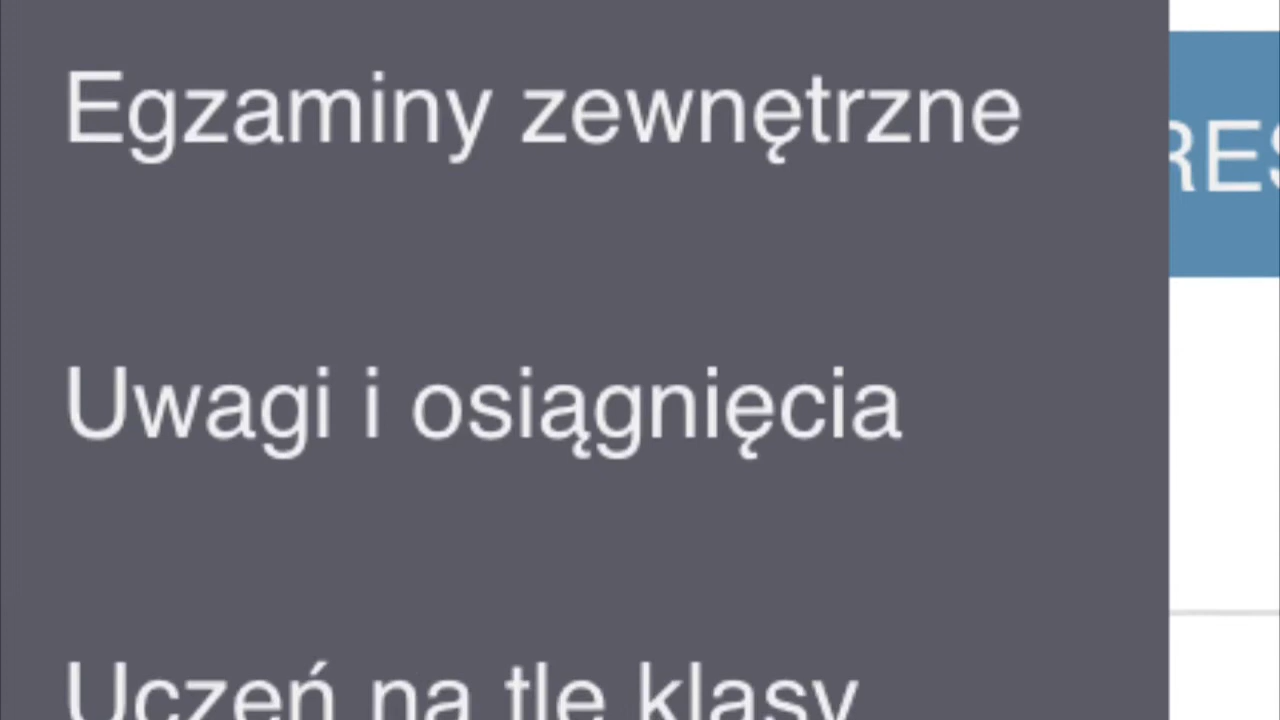 Egzaminy zewnętrzne
Uwagi i osiągnięcia
Uczeń na tle klasy